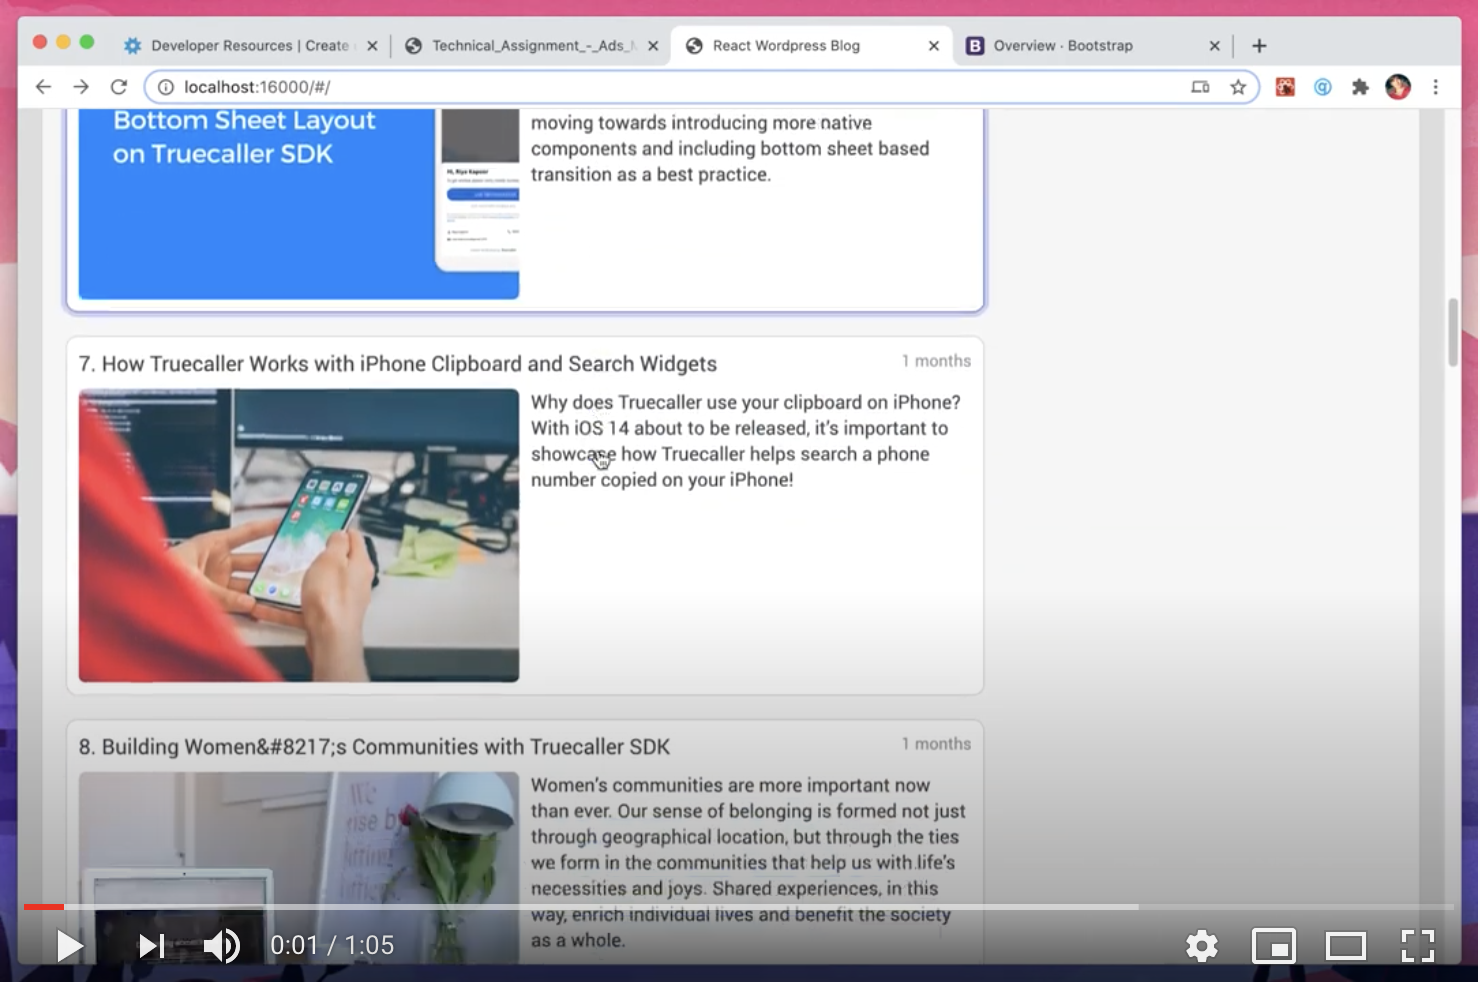 Developer Resources | Create
Technical_Assignment_-_Ads_
React Wordpress Blog
Overview · Bootstrap
localhost:16000/#/
Bottom Sheet Layout
on Truecaller SDK
Hi, Riya Kapoor
moving towards introducing more native
components and including bottom sheet based
transition as a best practice.
7. How Truecaller Works with iPhone Clipboard and Search Widgets
1 months
Why does Truecaller use your clipboard on iPhone?
With iOS 14 about to be released, it's important to
showcase how Truecaller helps search a phone
number copied on your iPhone!
8. Building Women&#8217;s Communities with Truecaller SDK
1 months
We
rise by
lifting
Women's communities are more important now
than ever. Our sense of belonging is formed not just
through geographical location, but through the ties
we form in the communities that help us with life's
necessities and joys. Shared experiences, in this
way, enrich individual lives and benefit the society
as a whole.
0:01 / 1:05